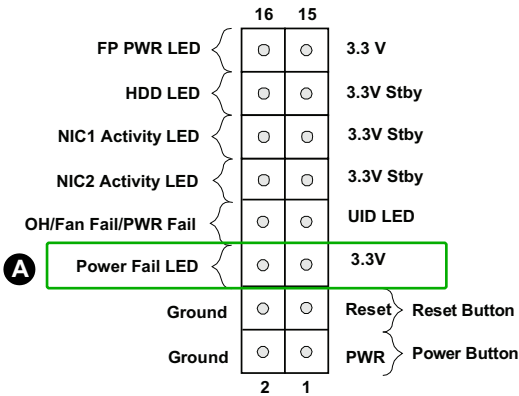 16 15
FP PWR LED 3.3 V
HDD LED 3.3V Stby
NIC1 Activity LED 3.3V Stby
NIC2 Activity LED 3.3V Stby
OH/Fan Fail/PWR Fail UID LED
A Power Fail LED 3.3V
Ground Reset Reset Button
Ground PWR Power Button
2 1